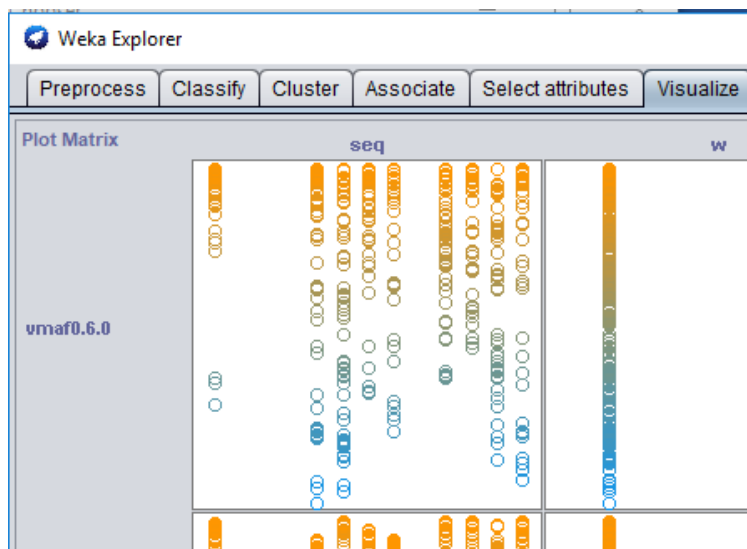 Weka Explorer
Preprocess Classify Cluster Associate Select attributes Visualize
Plot Matrix seq w
vmaf0.6.0